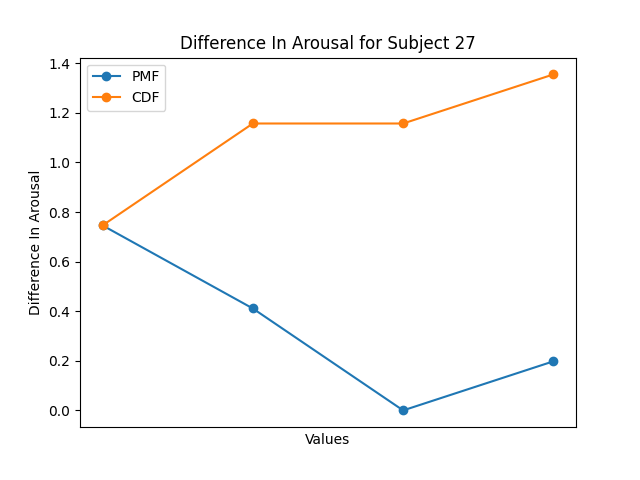 Difference In Arousal for Subject 27
PMF
CDF
1.4
1.2
1.0
0.8
0.6
0.4
0.2
0.0
Difference In Arousal
Values